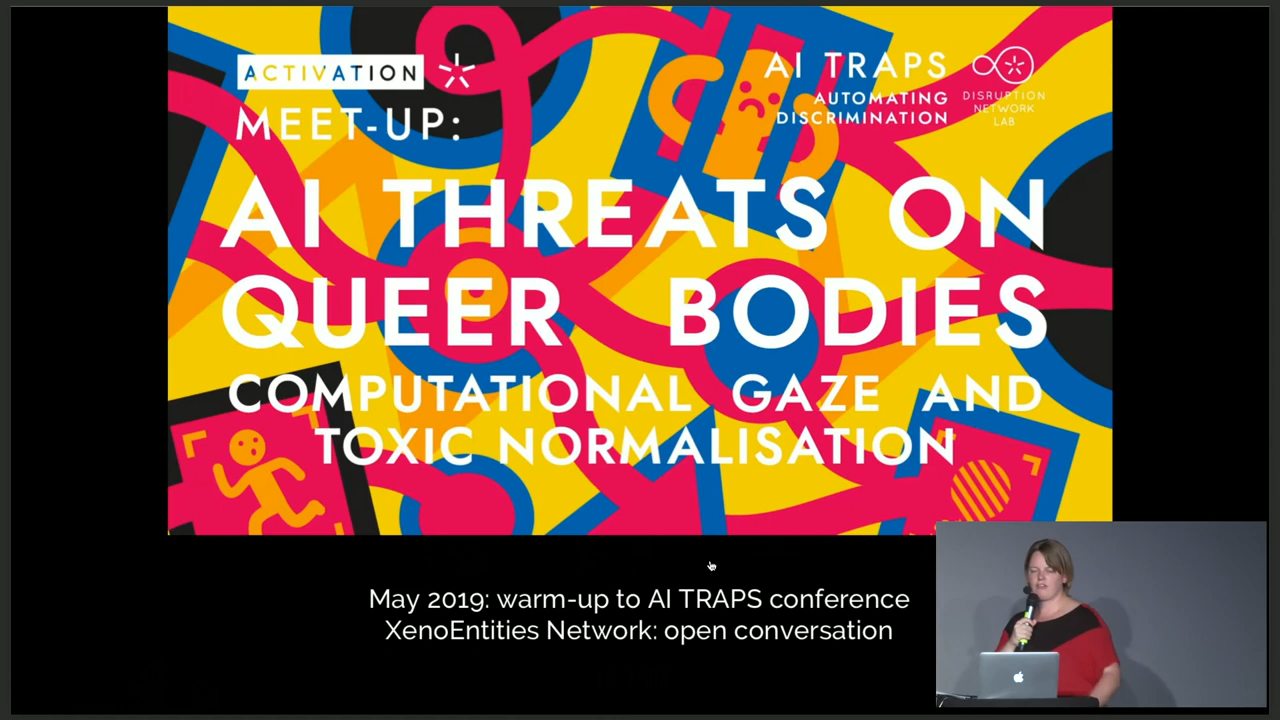 ACTIVATION
MEET-UP:
AI TRAPS
AUTOMATING
DISCRIMINATION
DISRUPTION
NETWORK
LAB
AI THREATS ON
QUEER BODIES
COMPUTATIONAL GAZE AND
TOXIC NORMALISATION
May 2019: warm-up to AI TRAPS conference
XenoEntities Network: open conversation